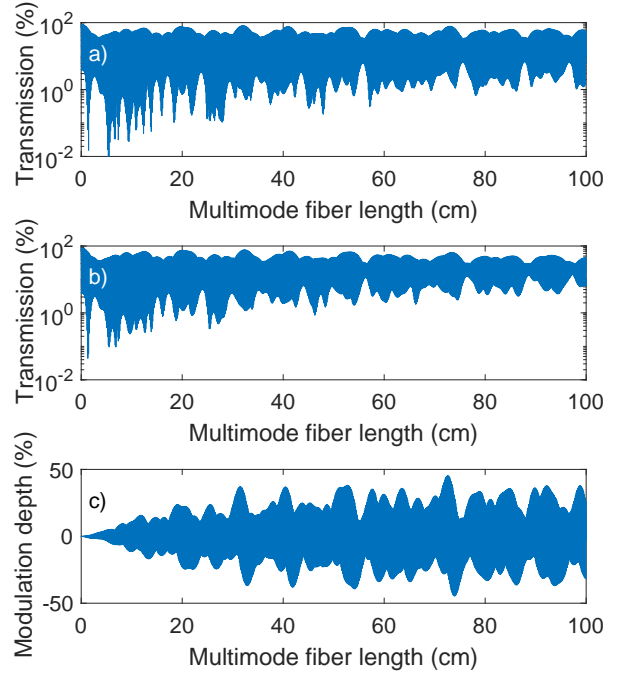 Transmission (%)
10^2
10^0
10^-2
a)
0 20 40 60 80 100
Multimode fiber length (cm)
Transmission (%)
10^2
10^0
10^-2
b)
0 20 40 60 80 100
Multimode fiber length (cm)
Modulation depth (%)
50
0
-50
c)
0 20 40 60 80 100
Multimode fiber length (cm)